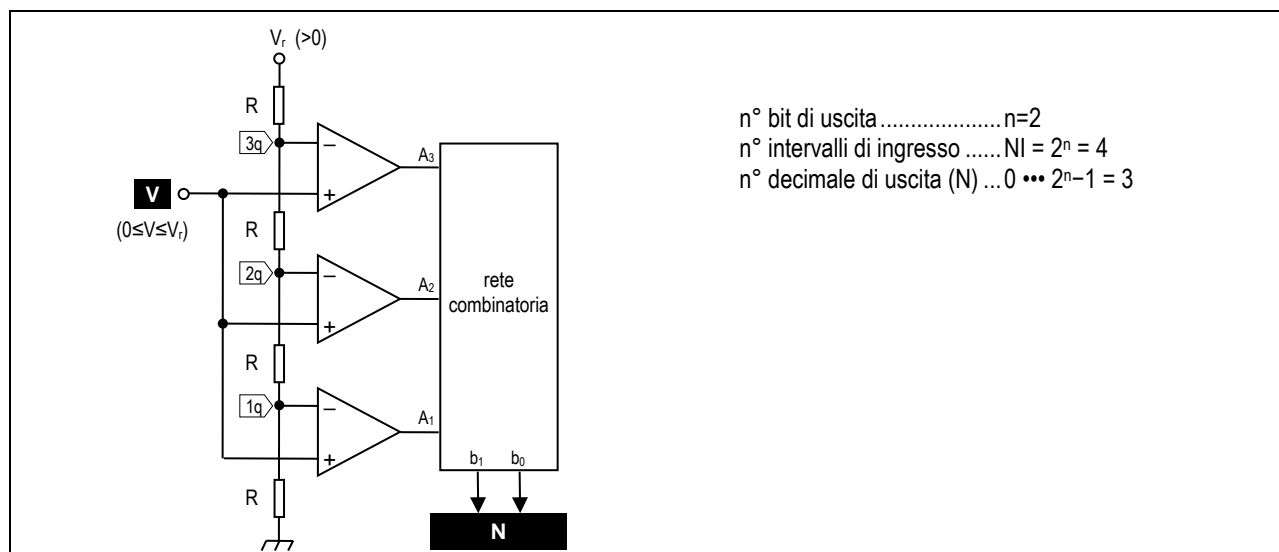 Vr (>0)
R
3q
A3
V
(0≤V≤Vr)
R
2q
A2
rete
combinatoria
R
1q
A1
R
b1 b0
N
n° bit di uscita....................n=2
n° intervalli di ingresso ......NI = 2ⁿ = 4
n° decimale di uscita (N) ...0 ••• 2ⁿ−1 = 3